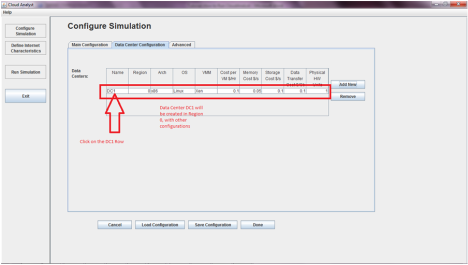 Cloud Analyst
Help
Configure
Simulation
Define Internet
Characteristics
Run Simulation
Exit
Configure Simulation
Main Configuration
Data Center Configuration
Advanced
Data
Centers:
Name Region Arch OS VMM Cost per Memory Storage Data Physical
VM $/Hr Cost $/s Cost $/s Transfer HW
DC1 0 x86 Linux Xen 0.1 0.05 0.1 0.1 1
Add New
Remove
Data Center DC1 will
be created in Region
0, with other
configurations
Click on the DC1 Row
Cancel
Load Configuration
Save Configuration
Done